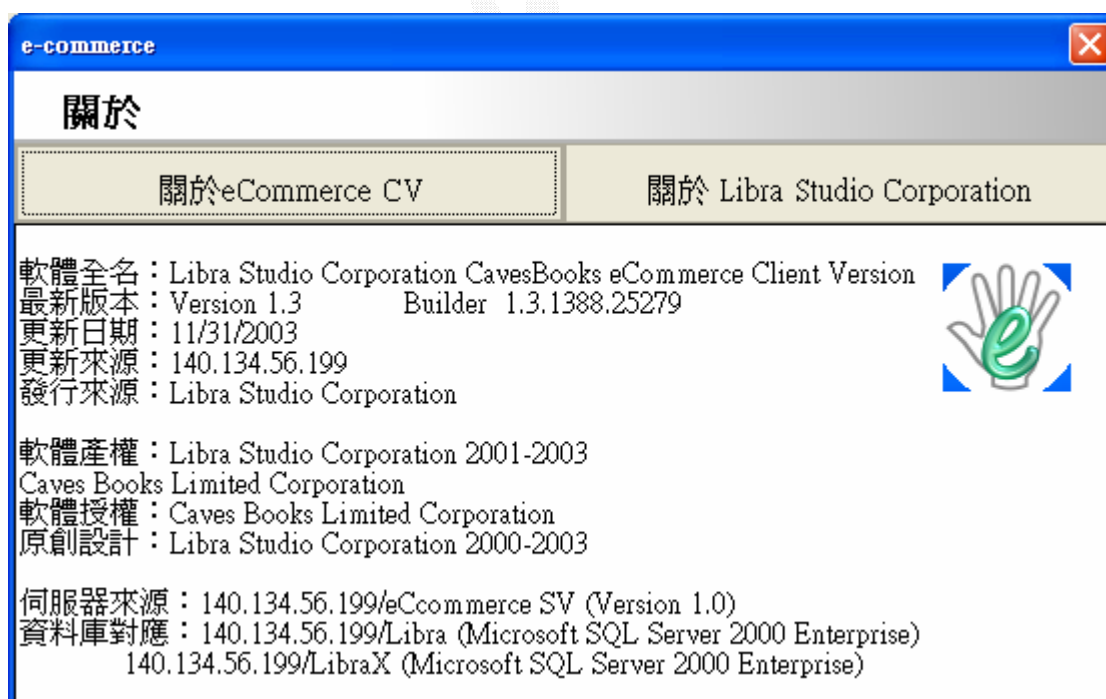 e-commerce
關於
關於eCommerce CV
關於 Libra Studio Corporation
軟體全名：Libra Studio Corporation CavesBooks eCommerce Client Version
最新版本：Version 1.3 Builder 1.3.1388.25279
更新日期：11/31/2003
更新來源：140.134.56.199
發行來源：Libra Studio Corporation
軟體產權：Libra Studio Corporation 2001-2003
Caves Books Limited Corporation
軟體授權：Caves Books Limited Corporation
原創設計：Libra Studio Corporation 2000-2003
伺服器來源：140.134.56.199/eCcommerce SV (Version 1.0)
資料庫對應：140.134.56.199/Libra (Microsoft SQL Server 2000 Enterprise)
140.134.56.199/LibraX (Microsoft SQL Server 2000 Enterprise)
e